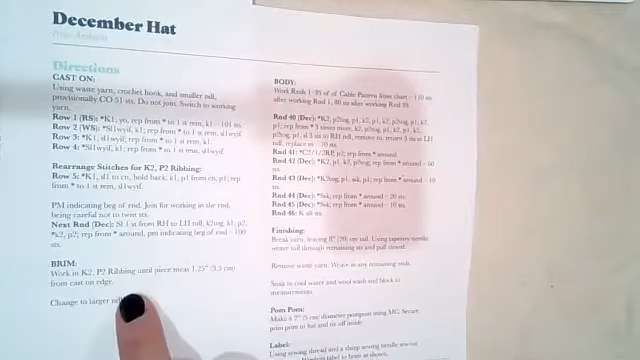 December Hat
Directions
CAST ON:
Using waste yarn, crochet hook, and smaller ndl,
provisionally CO 51 sts. Do not join. Switch to working
yarn.
Row 1 (RS): *K1, yo, rep from * to 1 st rem, k1 – 101 sts.
Row 2 (WS): *Sl1wyif, k1; rep from * to 1 st rem, sl1wyif.
Row 3: *K1, sl1wyif; rep from * to 1 st rem, k1.
Row 4: *Sl1wyif, k1; rep from * to 1 st rem, sl1wyif.
Rearrange Stitches for K2, P2 Ribbing:
Row 5: *K1, sl1 to cn, hold back, k1, p1 from cn, p1; rep
from * to 1 st rem, sl1wyif.
PM indicating beg of rnd. Join for working in the rnd,
being careful not to twist sts.
Next Rnd (Dec): Sl 1 st from RH to LH ndl, k2tog, k1, p2,
*k2, p2; rep from * around, pm indicating beg of rnd – 100
sts.
BRIM:
Work in K2, P2 Ribbing until piece meas 1.25" (3.5 cm)
from cast on edge.
Change to larger
BODY:
Work Rnds 1–39 of Cable Pattern from chart – 110 sts
after working Rnd 1, 80 after working Rnd 39.
Rnd 40 (Dec): *K2, p2tog, p1, k2, p1, k2, p2tog, p1, k2,
p1; rep from * 3 times more, k2, p2tog, p1, k2, p1, k2,
p2tog, p1, sl 3 sts to RH ndl, remove m, return 3 sts to LH
ndl, replace m – 70 sts.
Rnd 41: *C2/1/2RP, p2; rep from * around.
Rnd 42 (Dec): *K2, p1, k2, p2tog; rep from * around – 60
sts.
Rnd 43 (Dec): *K2tog, p1, ssk, p1; rep from * around – 40
sts.
Rnd 44 (Dec): *Ssk; rep from * around – 20 sts.
Rnd 45 (Dec): *Ssk; rep from * around – 10 sts.
Rnd 46: K all sts.
Finishing:
Break yarn, leaving 8" (20) cm tail. Using tapestry needle
weave tail through remaining sts and pull closed.
Remove waste yarn. Weave in any remaining ends.
Soak in cool water and wool wash and block to
measurements.
Pom Pom:
Make a 2" (5 cm) diameter pompom using MC. Secure
pom pom to hat and tie off inside.
Label:
Using sewing thread and a sharp sewing needle
label to hat as shown.